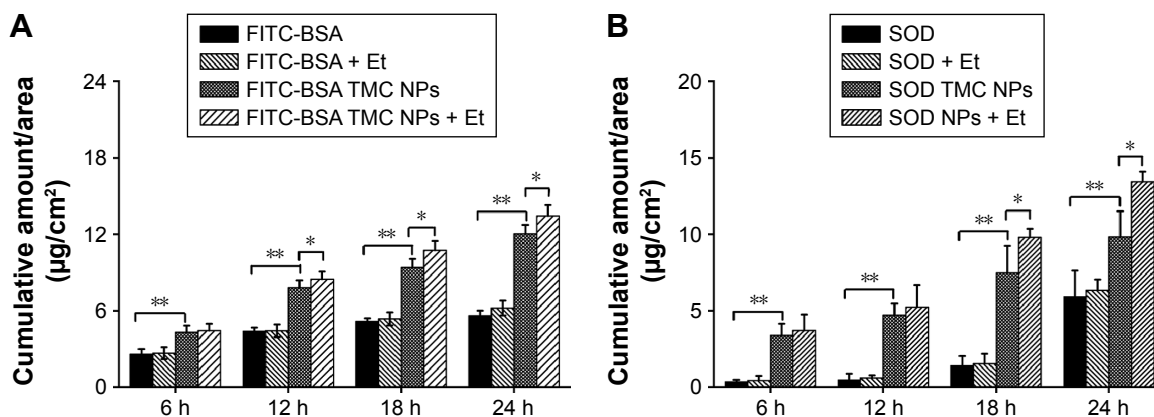 A
FITC-BSA
FITC-BSA + Et
FITC-BSA TMC NPs
FITC-BSA TMC NPs + Et
Cumulative amount/area
(µg/cm²)
24
18
12
6
0
**
**
*
**
*
**
*
6 h
12 h
18 h
24 h
B
SOD
SOD + Et
SOD TMC NPs
SOD NPs + Et
Cumulative amount/area
(µg/cm²)
20
15
10
5
0
**
**
**
*
**
*
6 h
12 h
18 h
24 h